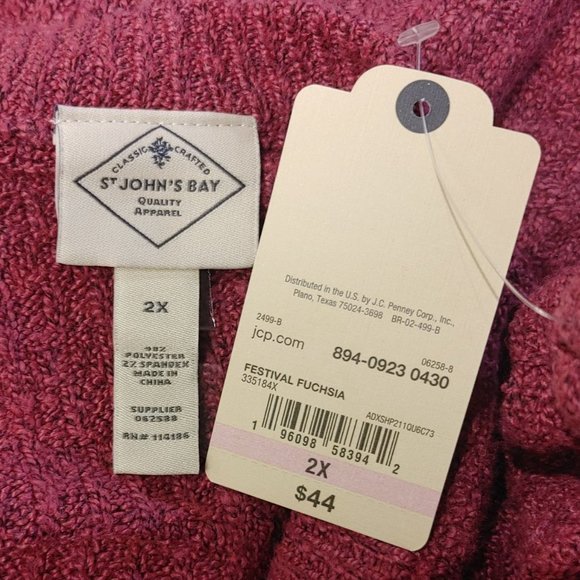 CLASSIC CRAFTED
ST JOHN'S BAY
QUALITY
APPAREL
2X
98%
POLYESTER
2% SPANDEX
MADE IN
CHINA
SUPPLIER
062588
RN# 114186
Distributed in the U.S. by J.C. Penney Corp., Inc.,
Plano, Texas 75024-3698 BR-02-499-B
2499-B
jcp.com
06258-8
894-0923 0430
FESTIVAL FUCHSIA
335184X
ADXSHP211OU6C73
1 96098 58394 2
2X
$44